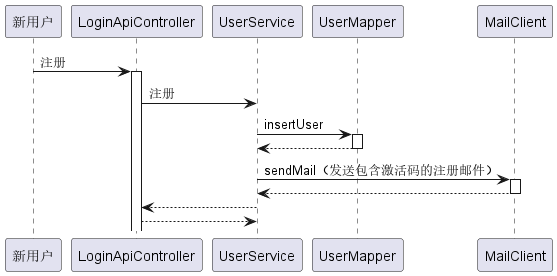 新用户 LoginApiController UserService UserMapper MailClient
注册
注册
insertUser
sendMail（发送包含激活码的注册邮件）
新用户 LoginApiController UserService UserMapper MailClient